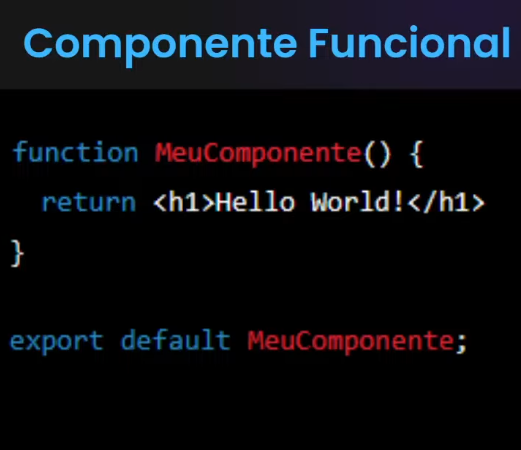 Componente Funcional
function MeuComponente() {
  return <h1>Hello World!</h1>
}
export default MeuComponente;